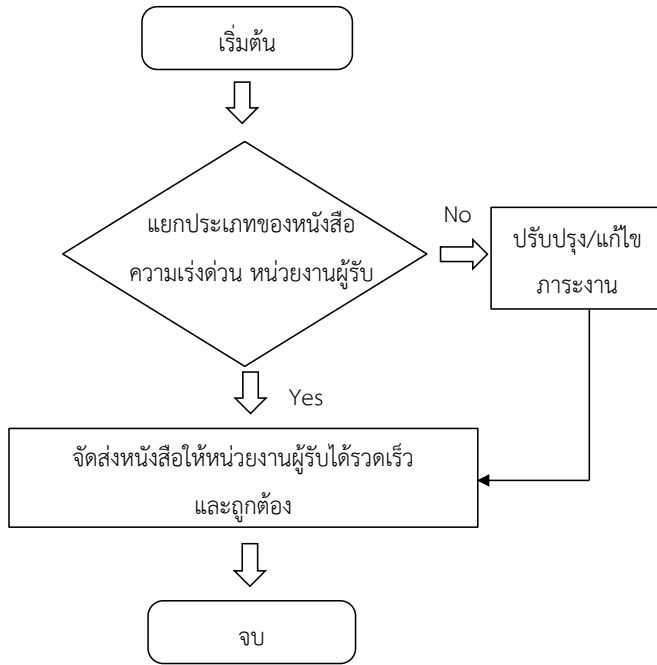 เริ่มต้น
แยกประเภทของหนังสือ
ความเร่งด่วน หน่วยงานผู้รับ
No
ปรับปรุง/แก้ไข
ภาระงาน
Yes
จัดส่งหนังสือให้หน่วยงานผู้รับได้รวดเร็ว
และถูกต้อง
จบ